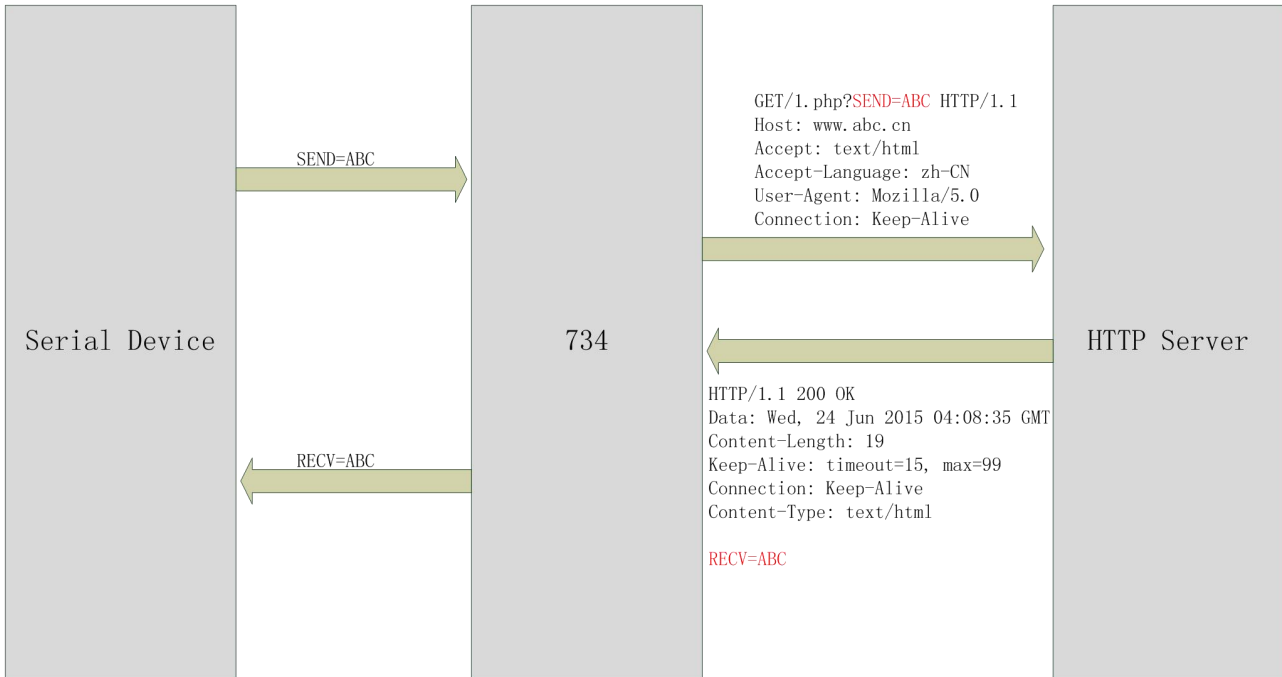 GET/1.php?SEND=ABC HTTP/1.1
Host: www.abc.cn
Accept: text/html
Accept-Language: zh-CN
User-Agent: Mozilla/5.0
Connection: Keep-Alive
SEND=ABC
Serial Device
734
HTTP Server
HTTP/1.1 200 OK
Data: Wed, 24 Jun 2015 04:08:35 GMT
Content-Length: 19
Keep-Alive: timeout=15, max=99
Connection: Keep-Alive
Content-Type: text/html
RECV=ABC
RECV=ABC